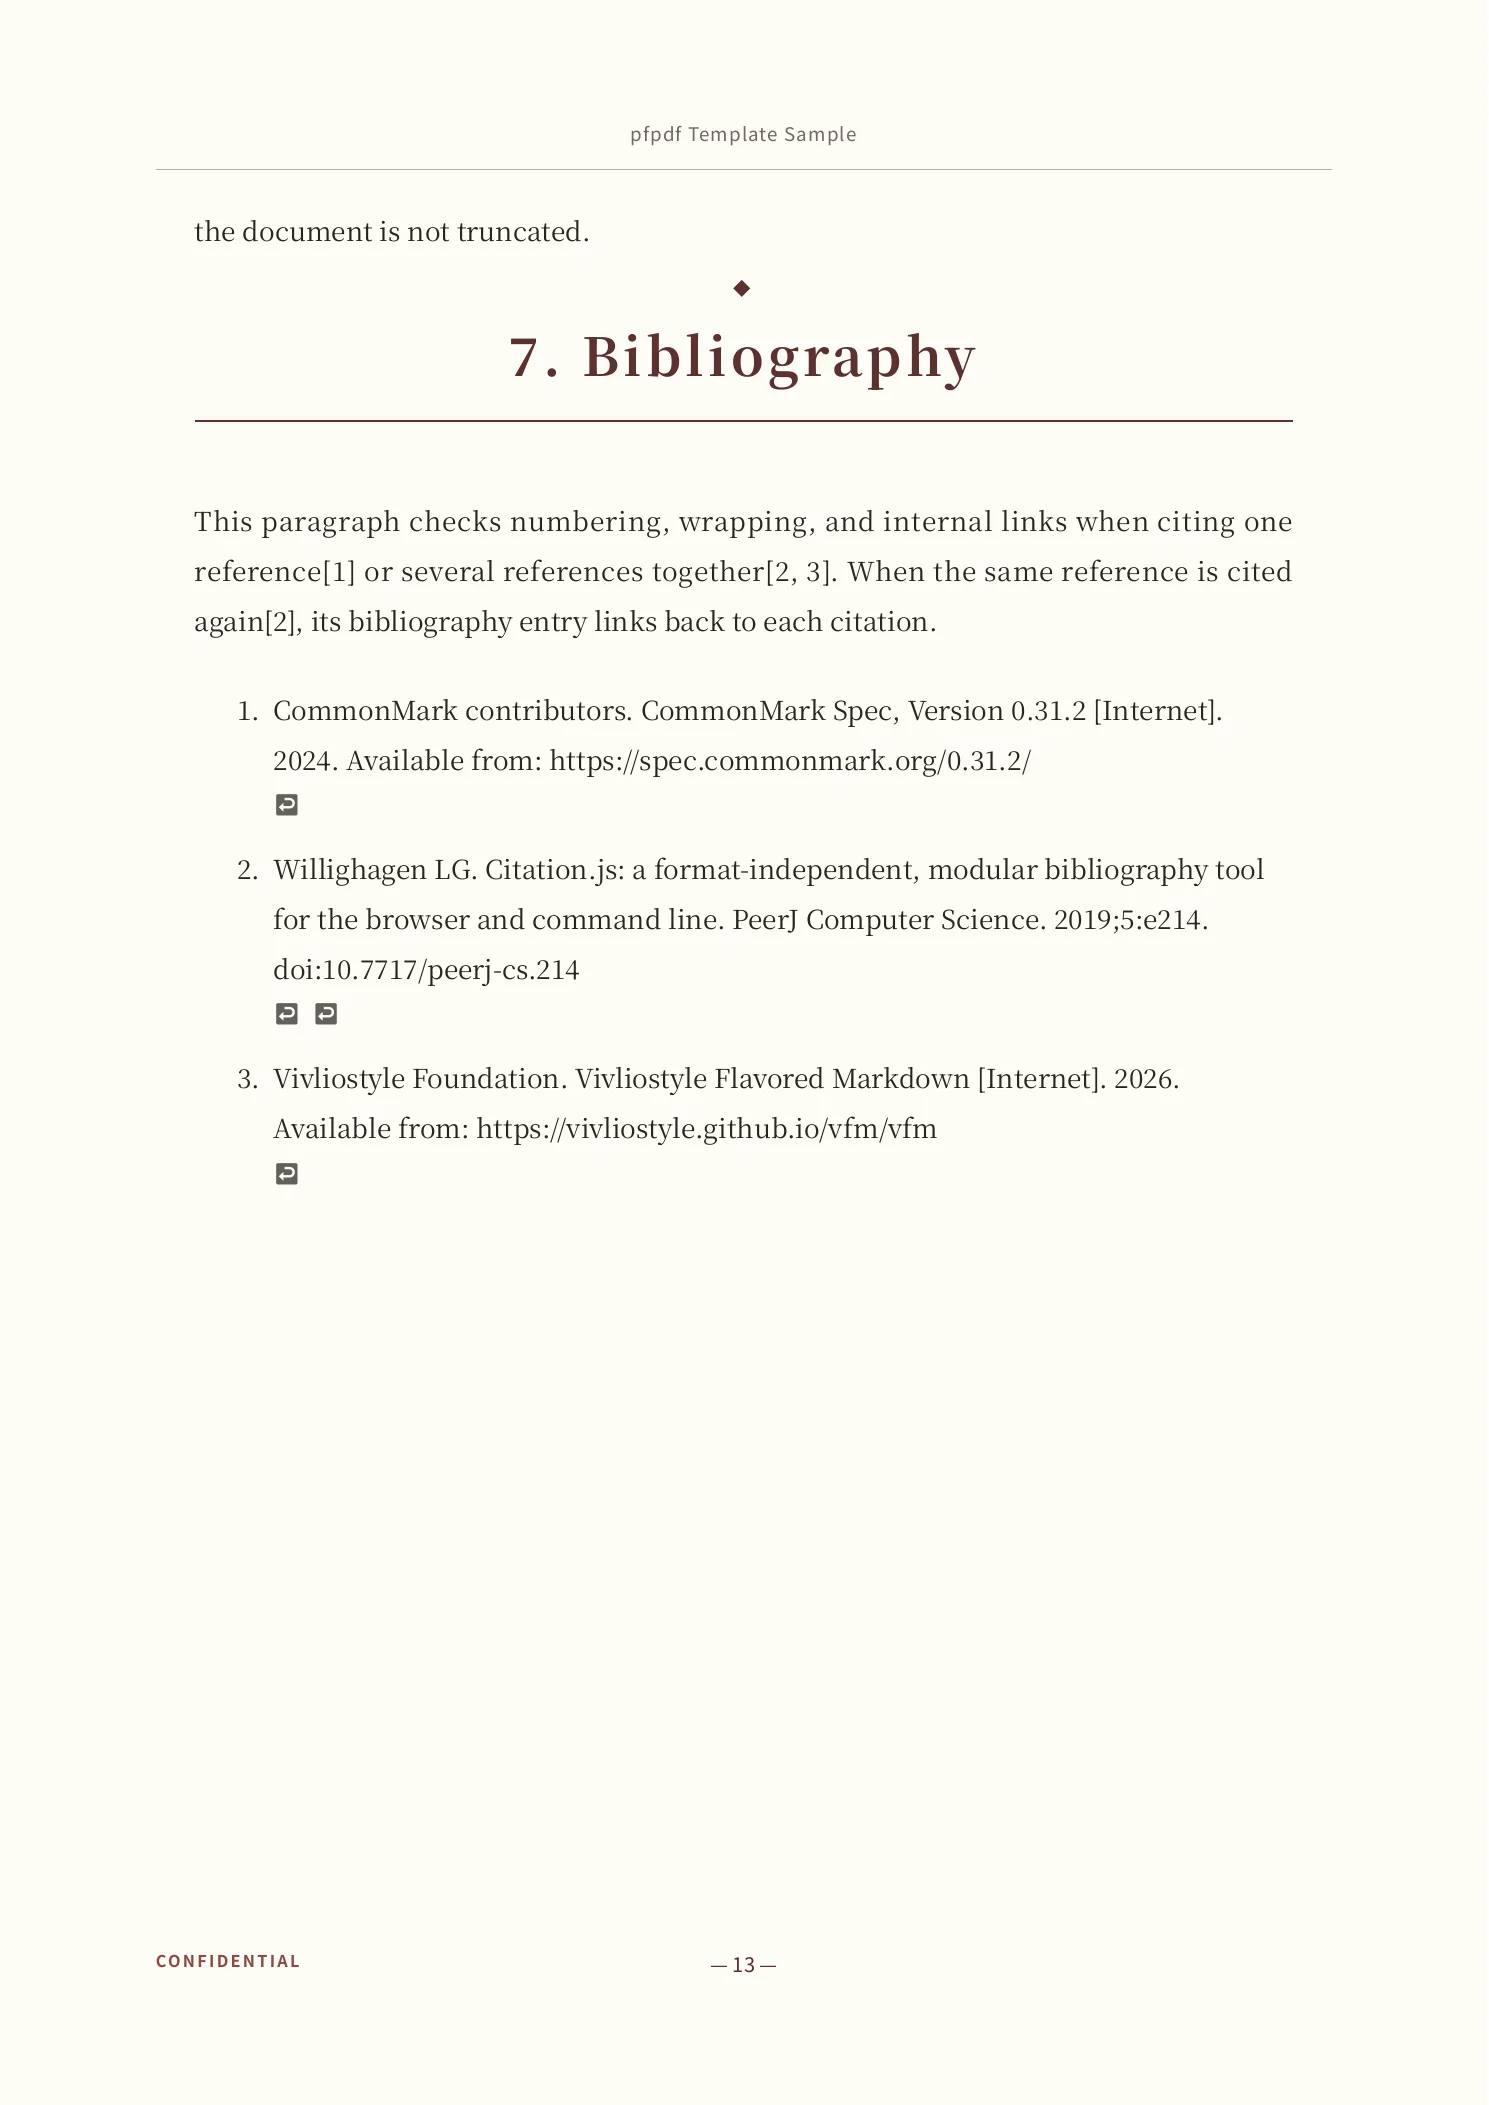 pfpdf Template Sample
the document is not truncated.
◆
7. Bibliography
This paragraph checks numbering, wrapping, and internal links when citing one
reference[1] or several references together[2, 3]. When the same reference is cited
again[2], its bibliography entry links back to each citation.
1. CommonMark contributors. CommonMark Spec, Version 0.31.2 [Internet].
2024. Available from: https://spec.commonmark.org/0.31.2/
↩
2. Willighagen LG. Citation.js: a format-independent, modular bibliography tool
for the browser and command line. PeerJ Computer Science. 2019;5:e214.
doi:10.7717/peerj-cs.214
↩ ↩
3. Vivliostyle Foundation. Vivliostyle Flavored Markdown [Internet]. 2026.
Available from: https://vivliostyle.github.io/vfm/vfm
↩
CONFIDENTIAL
— 13 —